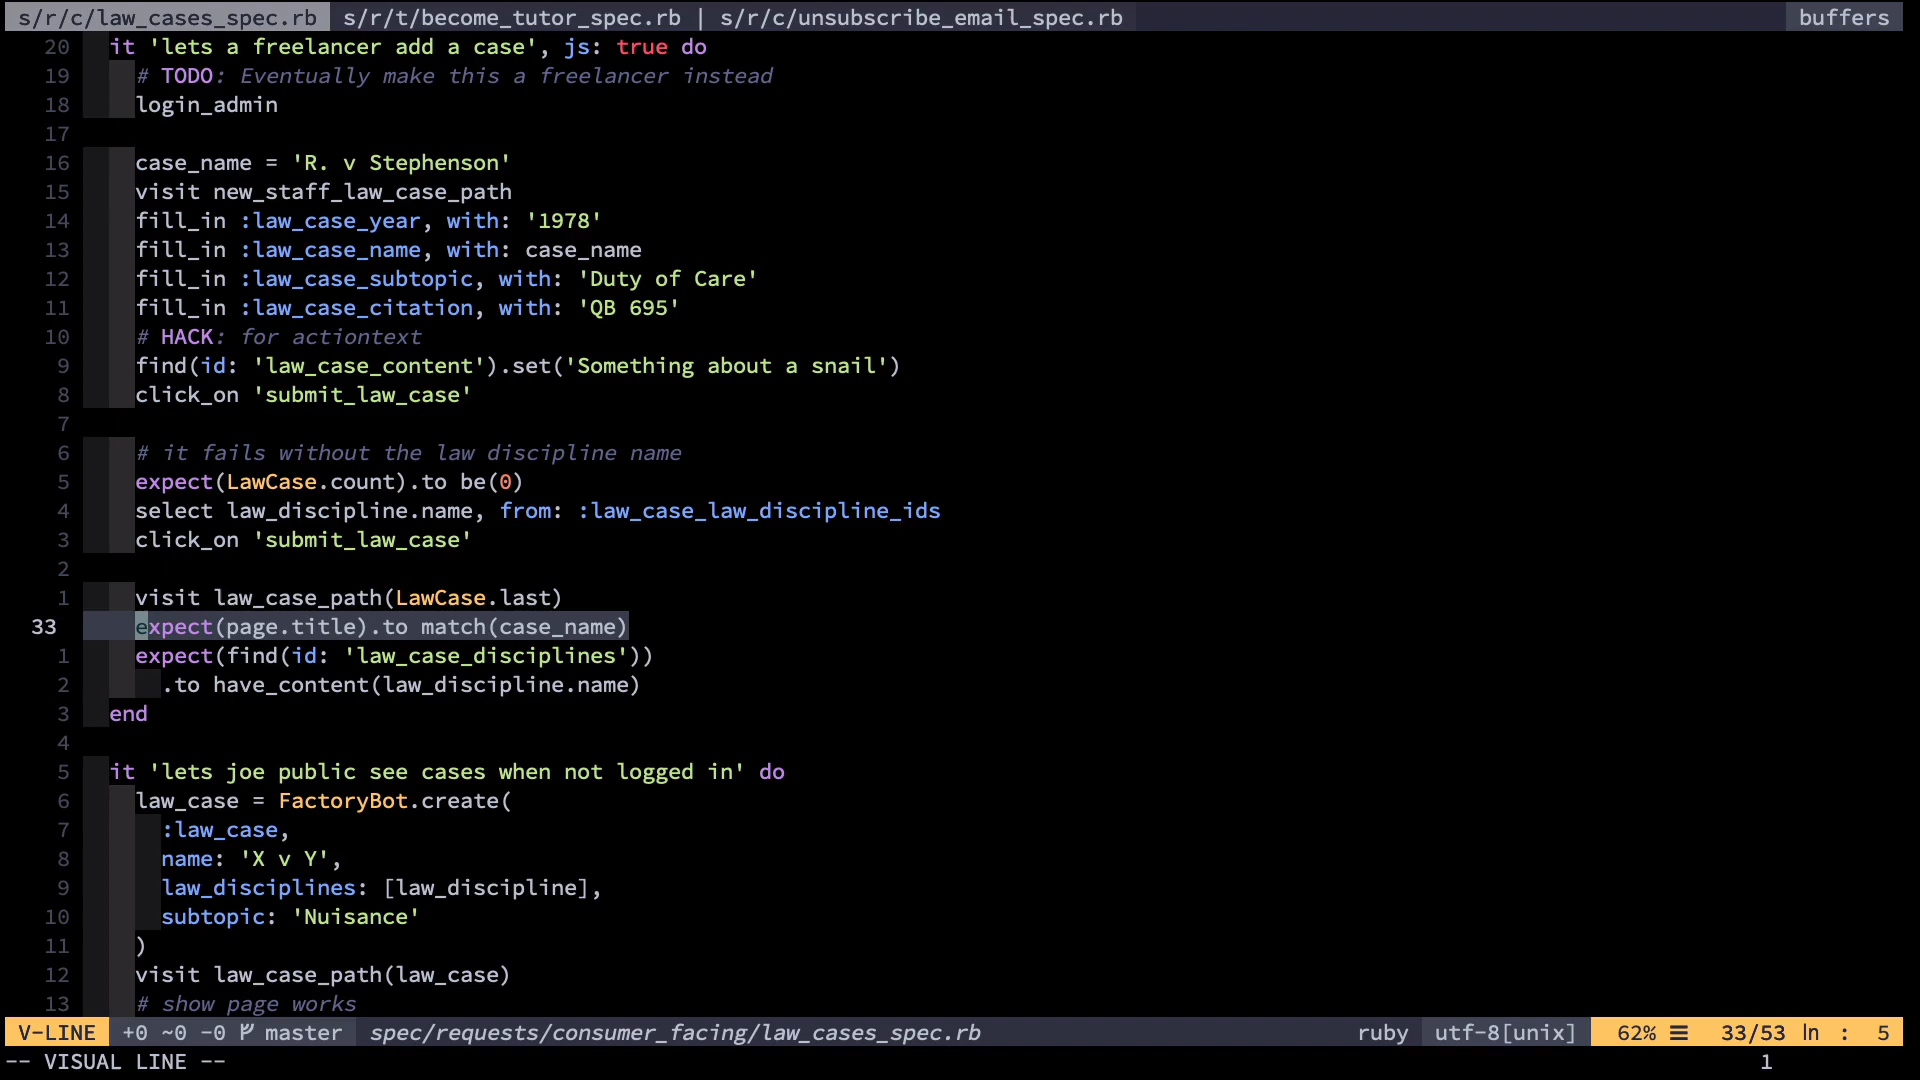 s/r/c/law_cases_spec.rb s/r/t/become_tutor_spec.rb | s/r/c/unsubscribe_email_spec.rb buffers
20 it 'lets a freelancer add a case', js: true do
19 # TODO: Eventually make this a freelancer instead
18 login_admin
17
16 case_name = 'R. v Stephenson'
15 visit new_staff_law_case_path
14 fill_in :law_case_year, with: '1978'
13 fill_in :law_case_name, with: case_name
12 fill_in :law_case_subtopic, with: 'Duty of Care'
11 fill_in :law_case_citation, with: 'QB 695'
10 # HACK: for actiontext
9 find(id: 'law_case_content').set('Something about a snail')
8 click_on 'submit_law_case'
7
6 # it fails without the law discipline name
5 expect(LawCase.count).to be(0)
4 select law_discipline.name, from: :law_case_law_discipline_ids
3 click_on 'submit_law_case'
2
1 visit law_case_path(LawCase.last)
33 expect(page.title).to match(case_name)
1 expect(find(id: 'law_case_disciplines'))
2 .to have_content(law_discipline.name)
3 end
4
5 it 'lets joe public see cases when not logged in' do
6 law_case = FactoryBot.create(
7 :law_case,
8 name: 'X v Y',
9 law_disciplines: [law_discipline],
10 subtopic: 'Nuisance'
11 )
12 visit law_case_path(law_case)
13 # show page works
V-LINE +0 ~0 -0 master spec/requests/consumer_facing/law_cases_spec.rb ruby utf-8[unix] 62% ☰ 33/53 ln : 5
-- VISUAL LINE -- 1